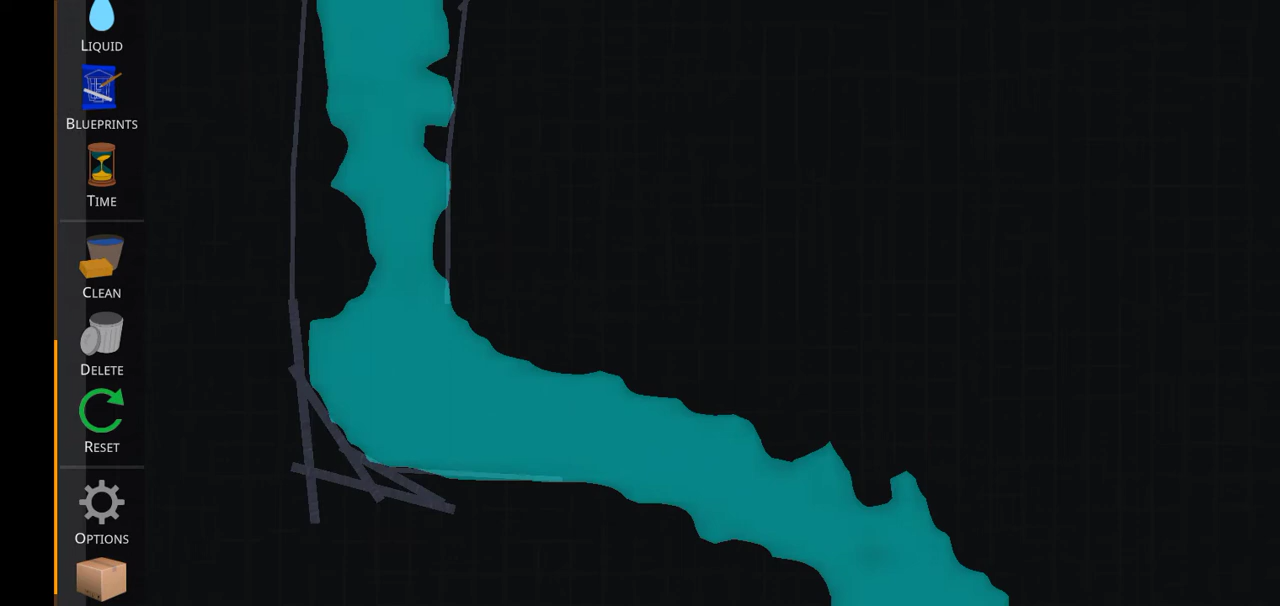 LIQUID
BLUEPRINTS
TIME
CLEAN
DELETE
RESET
OPTIONS